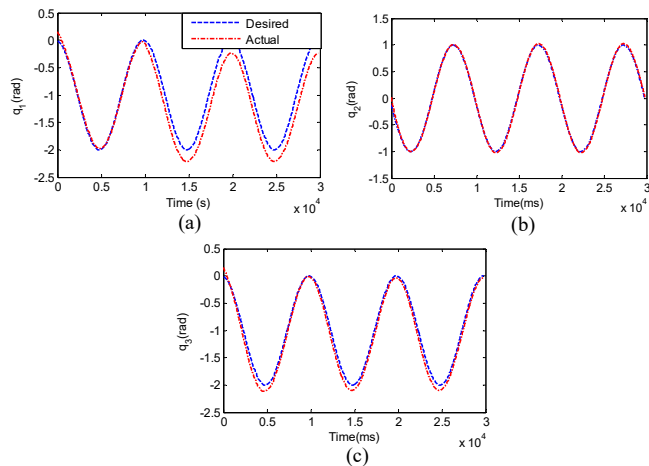 0.5
0
-0.5
-1
-1.5
-2
-2.5
q1(rad)
Desired
Actual
0 0.5 1 1.5 2 2.5 3
Time (s)
x 10^4
(a)
1.5
1
0.5
0
-0.5
-1
-1.5
q2(rad)
0 0.5 1 1.5 2 2.5 3
Time(ms)
x 10^4
(b)
0.5
0
-0.5
-1
-1.5
-2
-2.5
q3(rad)
0 0.5 1 1.5 2 2.5 3
Time(ms)
x 10^4
(c)